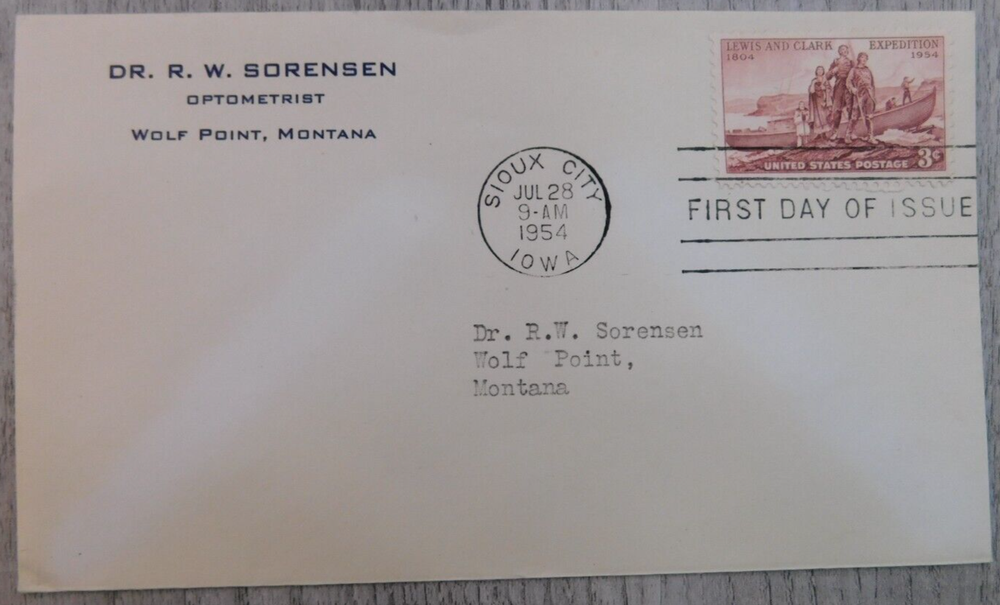 DR. R. W. SORENSEN
OPTOMETRIST
WOLF POINT, MONTANA
LEWIS AND CLARK EXPEDITION
1804 1954
UNITED STATES POSTAGE 3¢
SIOUX CITY
JUL 28
9-AM
1954
IOWA
FIRST DAY OF ISSUE
Dr. R.W. Sorensen
Wolf Point,
Montana